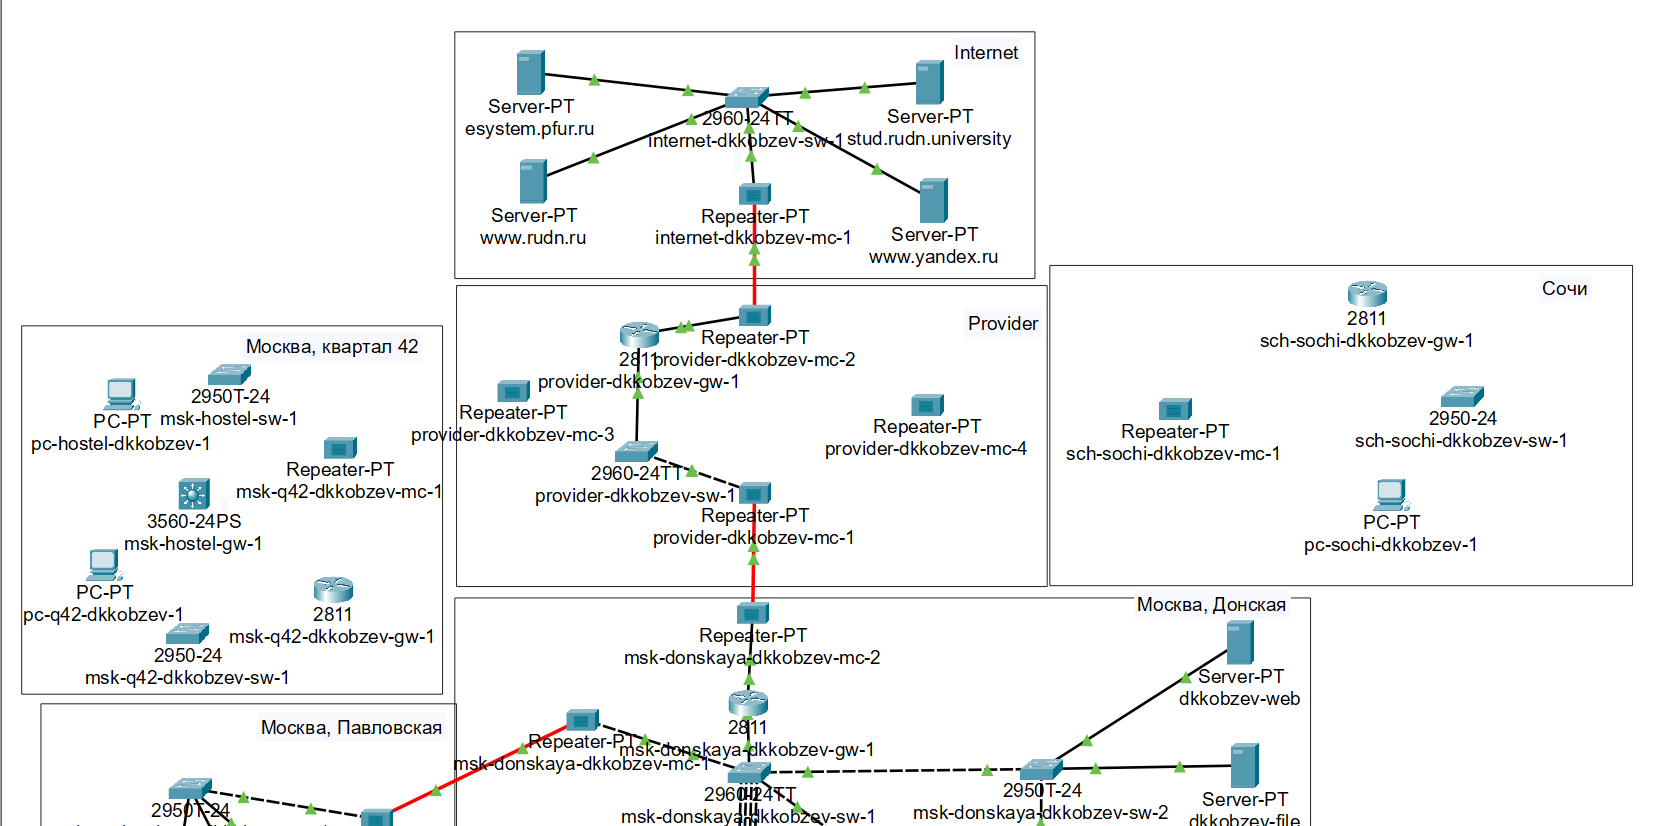 Internet
Server-PT
esystem.pfur.ru
2960-24TT
internet-dkkobzev-sw-1
Server-PT
stud.rudn.university
Server-PT
www.rudn.ru
Repeater-PT
internet-dkkobzev-mc-1
Server-PT
www.yandex.ru
Provider
Repeater-PT
provider-dkkobzev-mc-2
2811
provider-dkkobzev-gw-1
Repeater-PT
provider-dkkobzev-mc-3
Repeater-PT
provider-dkkobzev-mc-4
2960-24TT
provider-dkkobzev-sw-1
Repeater-PT
provider-dkkobzev-mc-1
Сочи
2811
sch-sochi-dkkobzev-gw-1
Repeater-PT
sch-sochi-dkkobzev-mc-1
2950-24
sch-sochi-dkkobzev-sw-1
PC-PT
pc-sochi-dkkobzev-1
Москва, квартал 42
2950T-24
msk-hostel-sw-1
PC-PT
pc-hostel-dkkobzev-1
Repeater-PT
msk-q42-dkkobzev-mc-1
3560-24PS
msk-hostel-gw-1
PC-PT
pc-q42-dkkobzev-1
2811
msk-q42-dkkobzev-gw-1
2950-24
msk-q42-dkkobzev-sw-1
Москва, Донская
Repeater-PT
msk-donskaya-dkkobzev-mc-2
Server-PT
dkkobzev-web
2811
msk-donskaya-dkkobzev-gw-1
Repeater-PT
msk-donskaya-dkkobzev-mc-1
2960-24TT
msk-donskaya-dkkobzev-sw-1
2950T-24
msk-donskaya-dkkobzev-sw-2
Server-PT
dkkobzev-file
Москва, Павловская
2950T-24